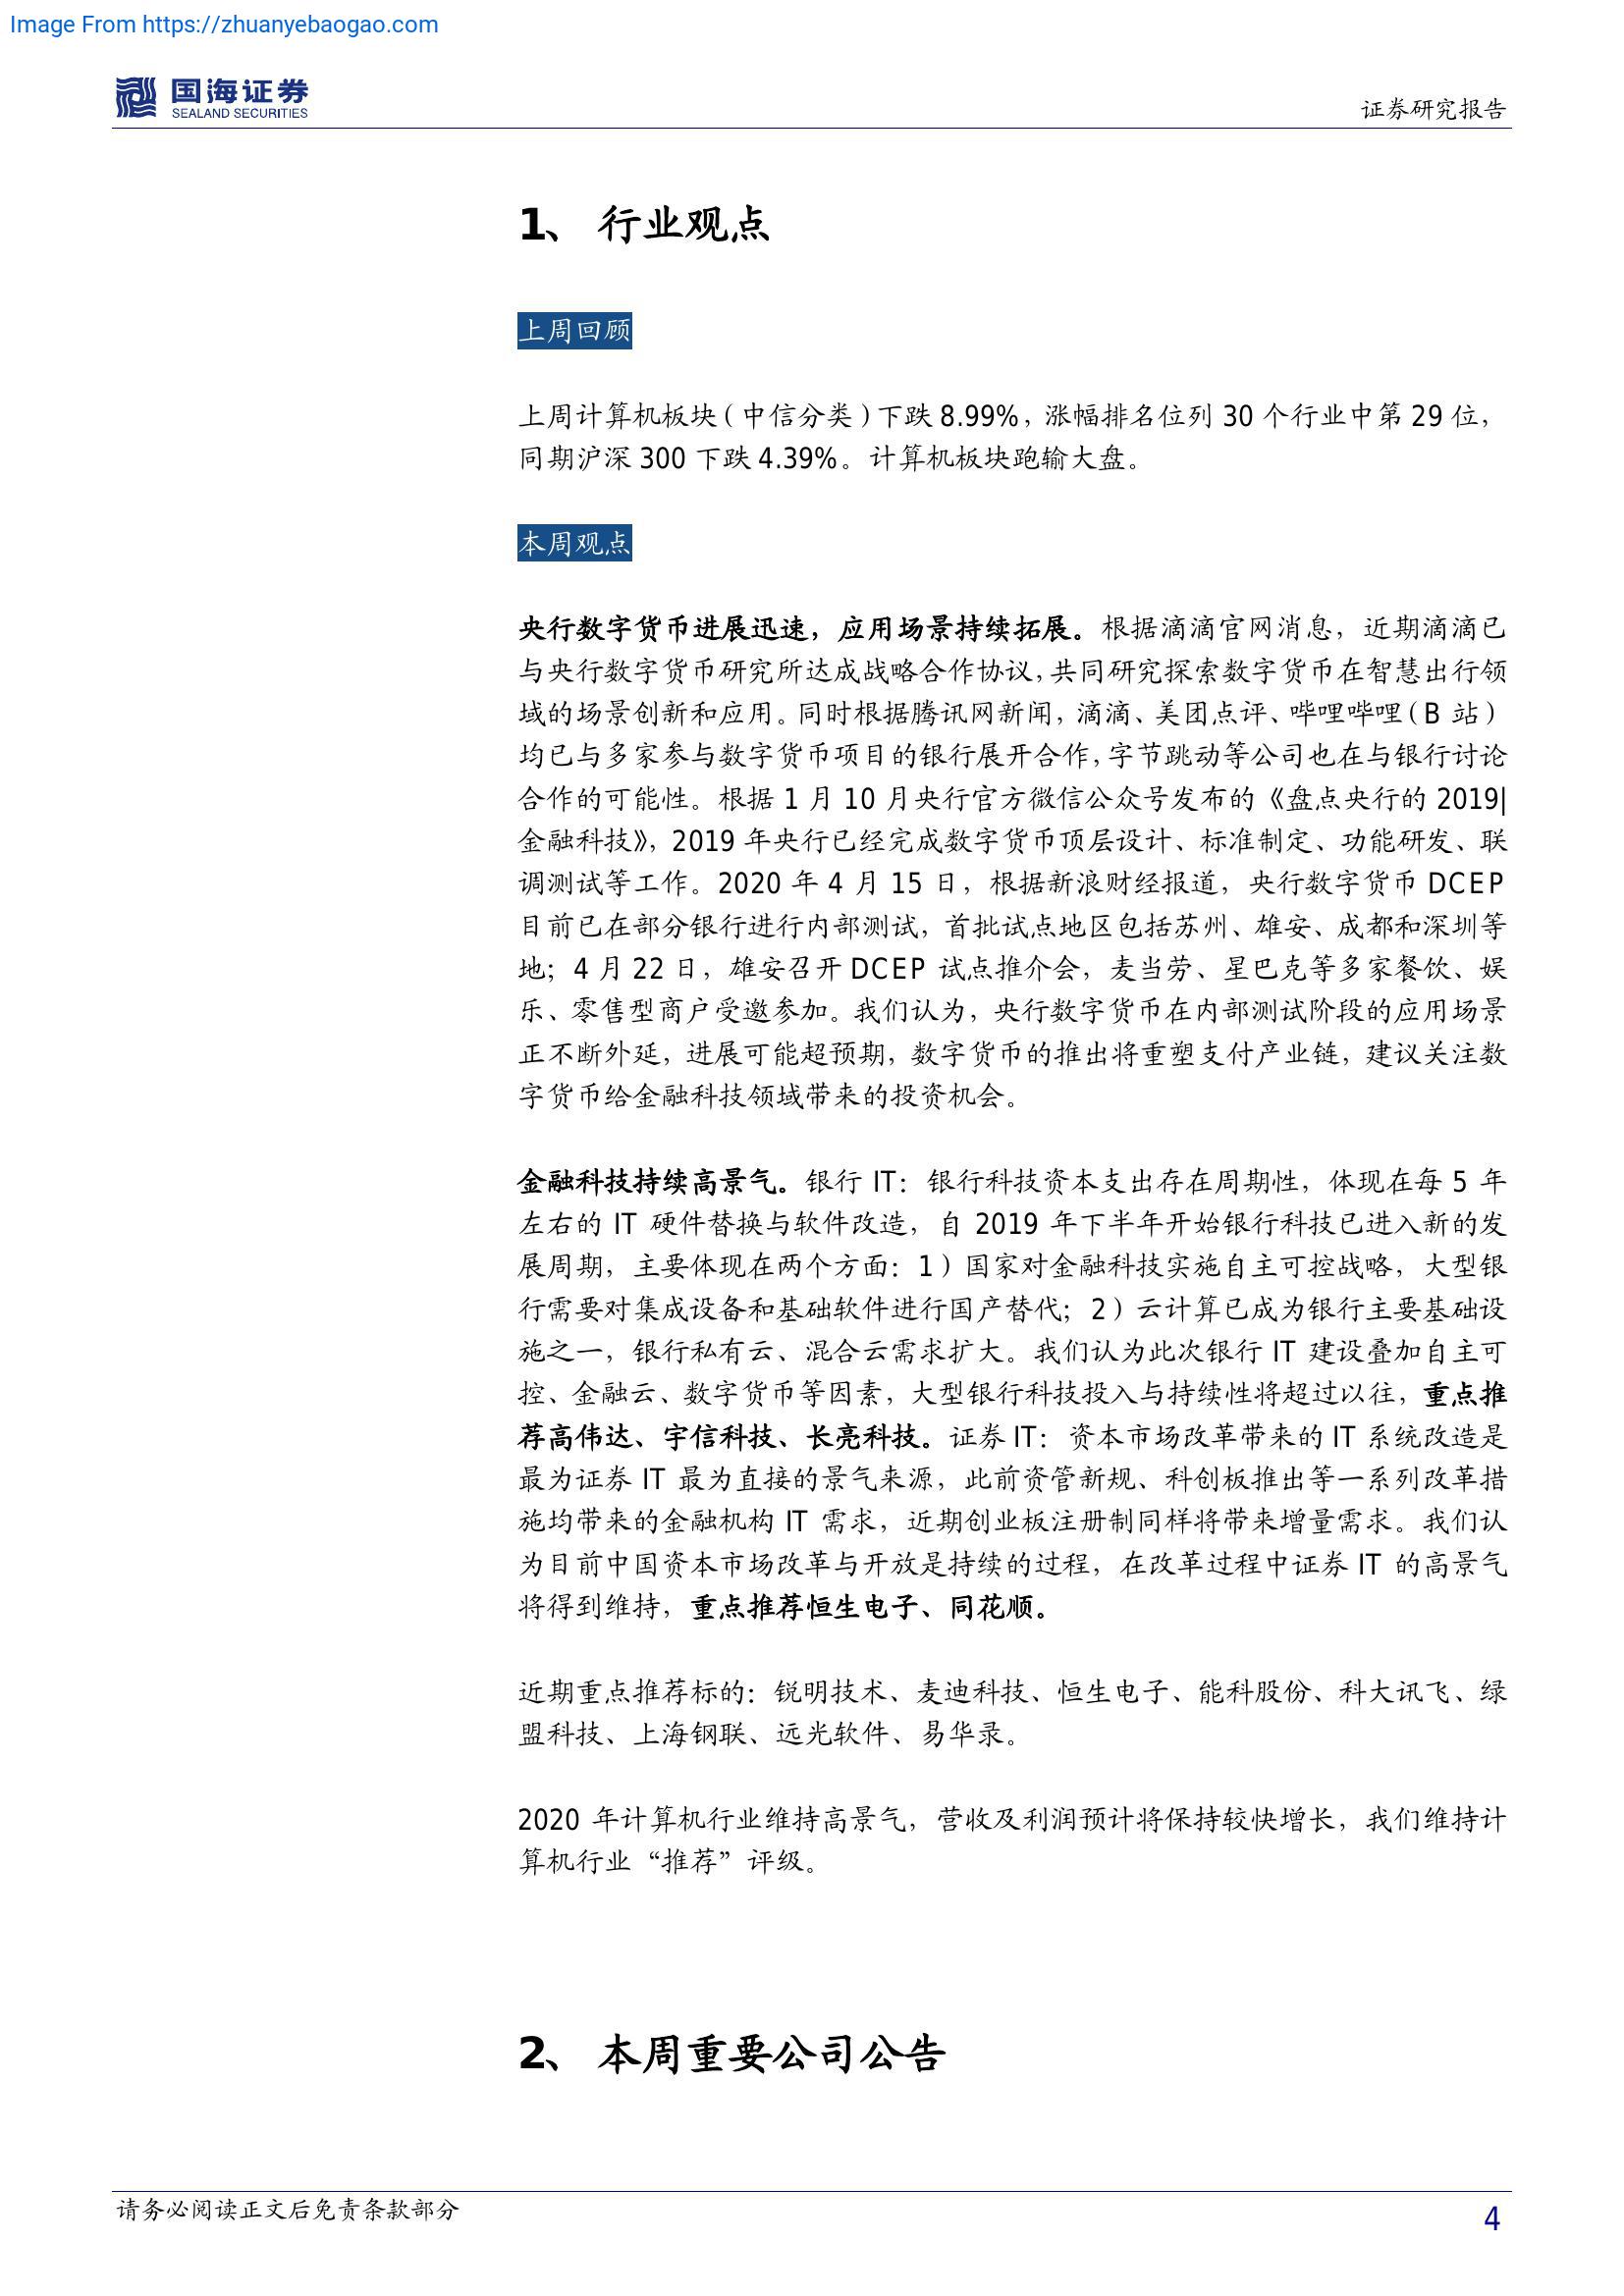 Image From https://zhuanyebaogao.com
国海证券
SEALAND SECURITIES
证券研究报告
1、 行业观点
上周回顾
上周计算机板块（中信分类）下跌 8.99%，涨幅排名位列 30 个行业中第 29 位，
同期沪深 300 下跌 4.39%。计算机板块跑输大盘。
本周观点
央行数字货币进展迅速，应用场景持续拓展。根据滴滴官网消息，近期滴滴已
与央行数字货币研究所达成战略合作协议，共同研究探索数字货币在智慧出行领
域的场景创新和应用。同时根据腾讯网新闻，滴滴、美团点评、哔哩哔哩（B 站）
均已与多家参与数字货币项目的银行展开合作，字节跳动等公司也在与银行讨论
合作的可能性。根据 1 月 10 月央行官方微信公众号发布的《盘点央行的 2019|
金融科技》，2019 年央行已经完成数字货币顶层设计、标准制定、功能研发、联
调测试等工作。2020 年 4 月 15 日，根据新浪财经报道，央行数字货币 DCEP
目前已在部分银行进行内部测试，首批试点地区包括苏州、雄安、成都和深圳等
地；4 月 22 日，雄安召开 DCEP 试点推介会，麦当劳、星巴克等多家餐饮、娱
乐、零售型商户受邀参加。我们认为，央行数字货币在内部测试阶段的应用场景
正不断外延，进展可能超预期，数字货币的推出将重塑支付产业链，建议关注数
字货币给金融科技领域带来的投资机会。
金融科技持续高景气。银行 IT：银行科技资本支出存在周期性，体现在每 5 年
左右的 IT 硬件替换与软件改造，自 2019 年下半年开始银行科技已进入新的发
展周期，主要体现在两个方面：1）国家对金融科技实施自主可控战略，大型银
行需要对集成设备和基础软件进行国产替代；2）云计算已成为银行主要基础设
施之一，银行私有云、混合云需求扩大。我们认为此次银行 IT 建设叠加自主可
控、金融云、数字货币等因素，大型银行科技投入与持续性将超过以往，重点推
荐高伟达、宇信科技、长亮科技。证券 IT：资本市场改革带来的 IT 系统改造是
最为证券 IT 最为直接的景气来源，此前资管新规、科创板推出等一系列改革措
施均带来的金融机构 IT 需求，近期创业板注册制同样将带来增量需求。我们认
为目前中国资本市场改革与开放是持续的过程，在改革过程中证券 IT 的高景气
将得到维持，重点推荐恒生电子、同花顺。
近期重点推荐标的：锐明技术、麦迪科技、恒生电子、能科股份、科大讯飞、绿
盟科技、上海钢联、远光软件、易华录。
2020 年计算机行业维持高景气，营收及利润预计将保持较快增长，我们维持计
算机行业“推荐”评级。
2、 本周重要公司公告
请务必阅读正文后免责条款部分
4